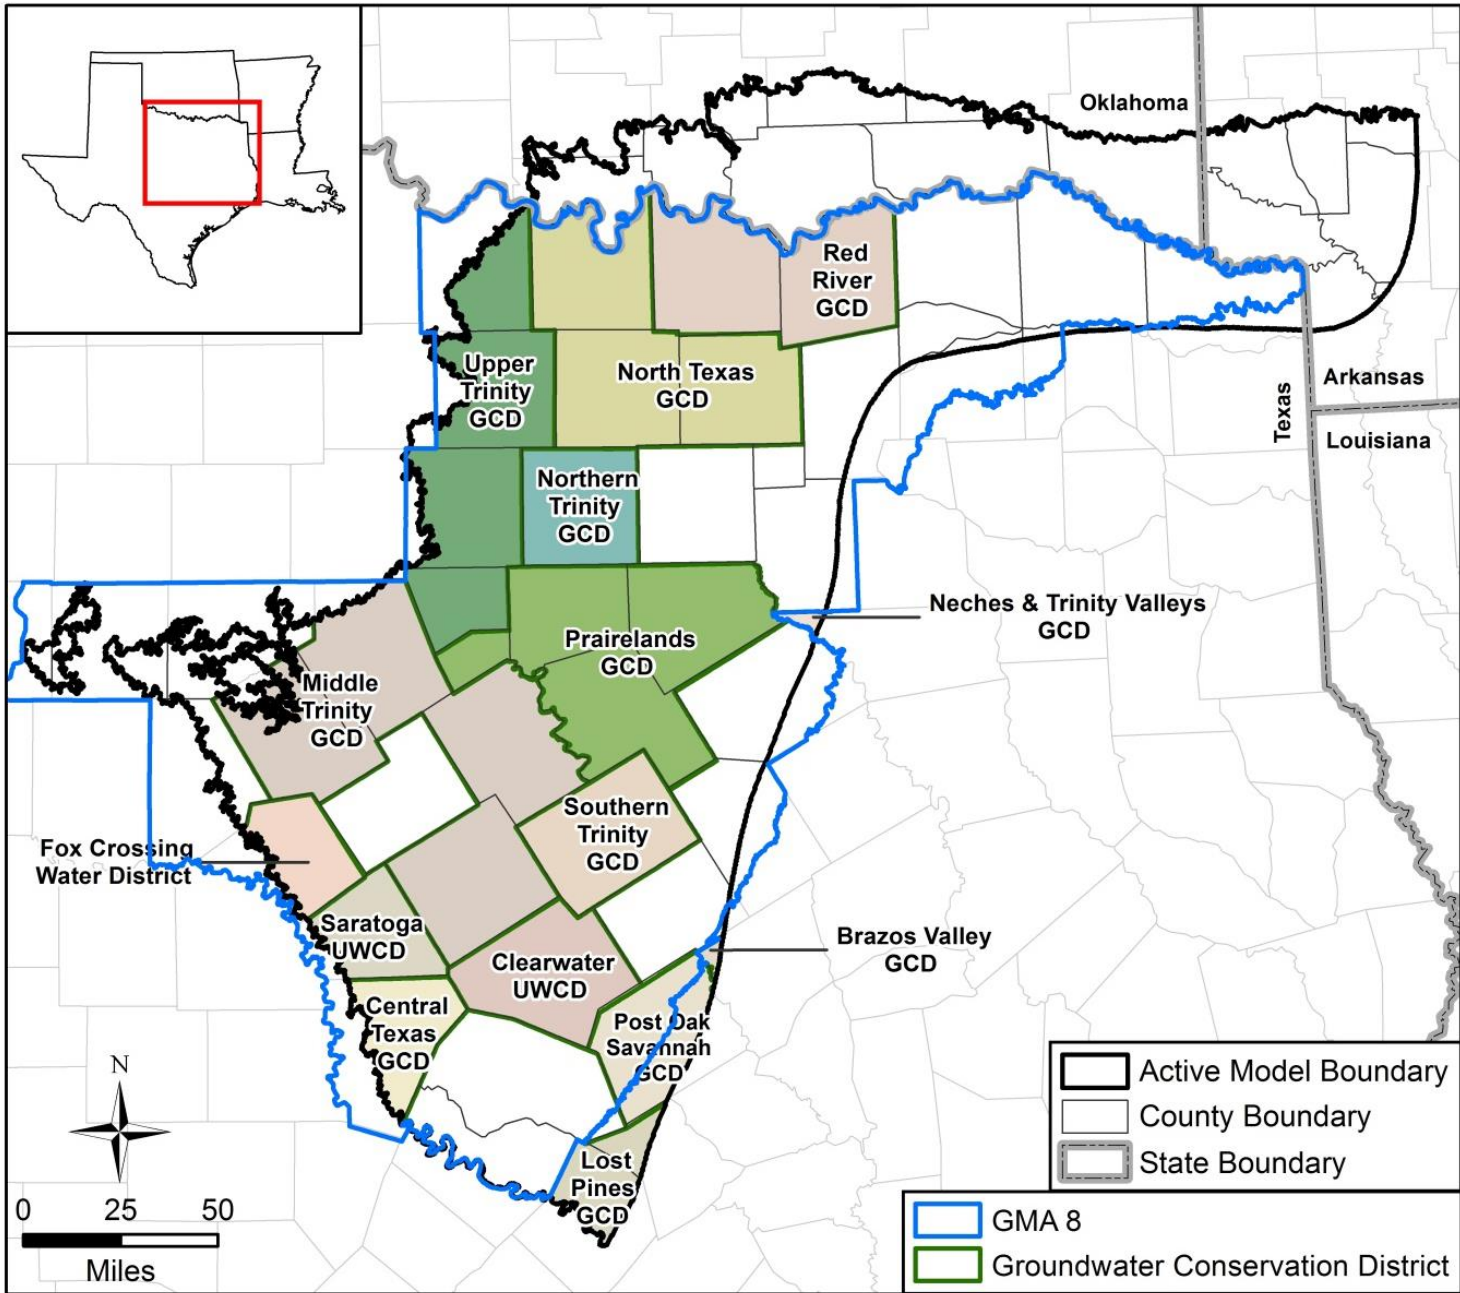 Oklahoma
Red
River
GCD
Upper
Trinity
GCD
North Texas
GCD
Texas
Arkansas
Louisiana
Northern
Trinity
GCD
Neches & Trinity Valleys
GCD
Prairelands
GCD
Middle
Trinity
GCD
Southern
Trinity
GCD
Fox Crossing
Water District
Saratoga
UWCD
Brazos Valley
GCD
Clearwater
UWCD
Central
Texas
GCD
Post Oak
Savannah
GCD
Lost
Pines
GCD
N
0 25 50
Miles
Active Model Boundary
County Boundary
State Boundary
GMA 8
Groundwater Conservation District